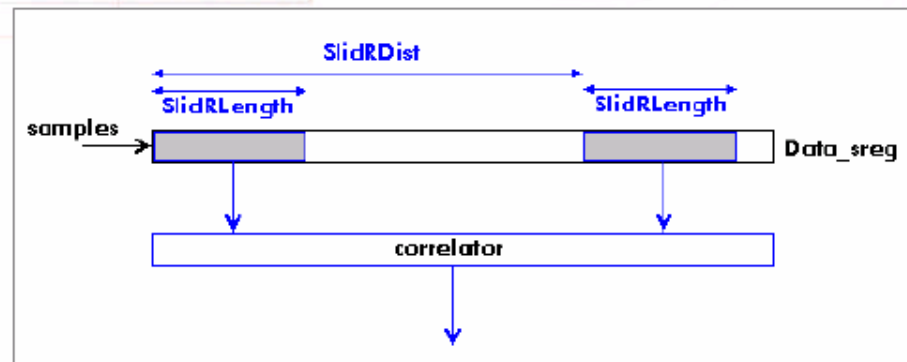 SlidRDist
SlidRLength
SlidRLength
samples
Data_sreg
correlator